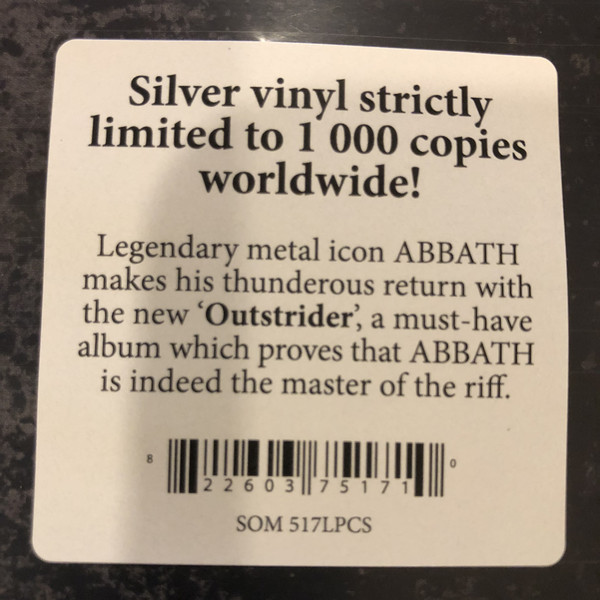 Silver vinyl strictly
limited to 1 000 copies
worldwide!
Legendary metal icon ABBATH
makes his thunderous return with
the new ‘Outstrider’, a must-have
album which proves that ABBATH
is indeed the master of the riff.
8 22603 75171 0
SOM 517LPCS